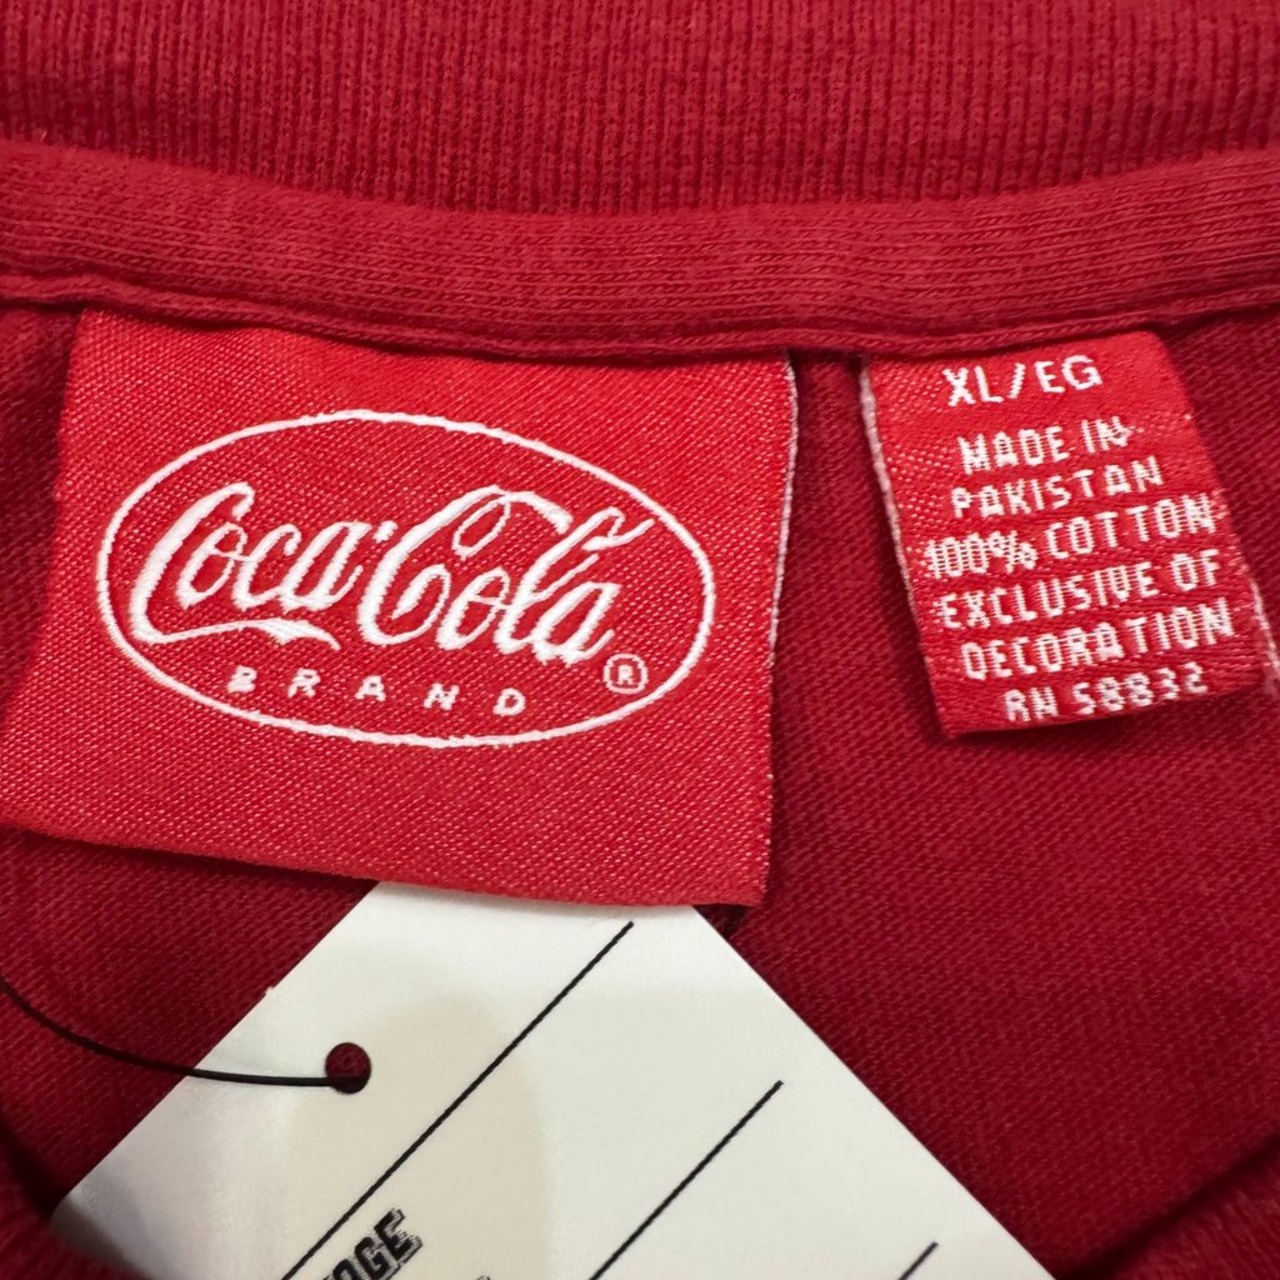 Coca-Cola
BRAND
®
XL/EG
MADE IN
PAKISTAN
100% COTTON
EXCLUSIVE OF
DECORATION
RN 58832